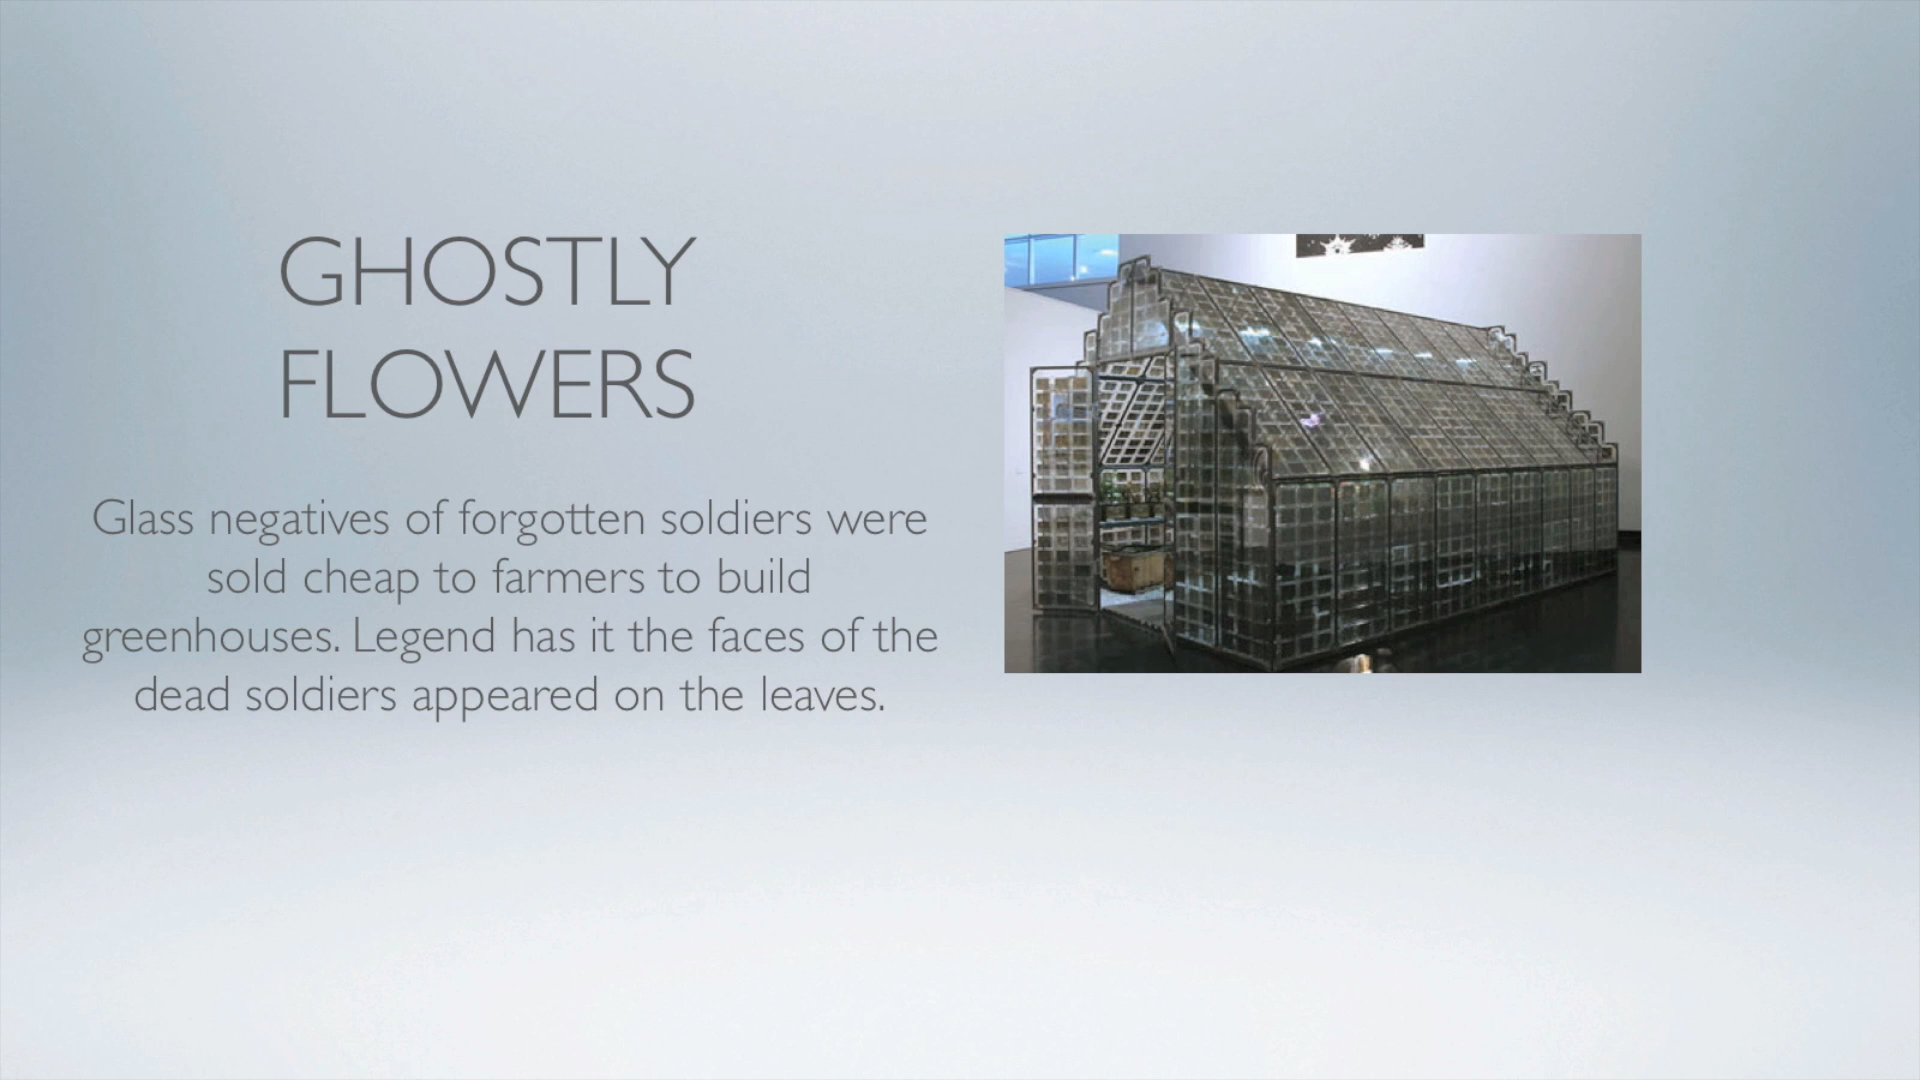 GHOSTLY
FLOWERS
Glass negatives of forgotten soldiers were
sold cheap to farmers to build
greenhouses. Legend has it the faces of the
dead soldiers appeared on the leaves.